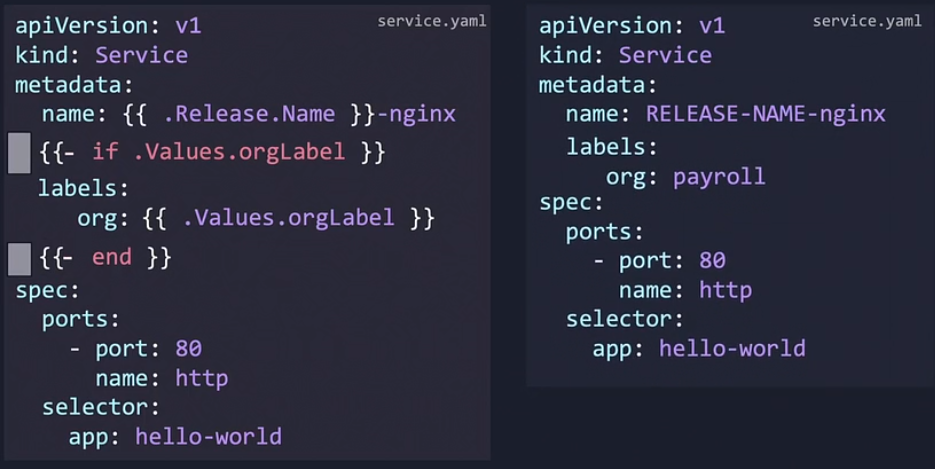 service.yaml
apiVersion: v1
kind: Service
metadata:
  name: {{ .Release.Name }}-nginx
  {{- if .Values.orgLabel }}
  labels:
     org: {{ .Values.orgLabel }}
  {{- end }}
spec:
  ports:
    - port: 80
      name: http
  selector:
    app: hello-world
service.yaml
apiVersion: v1
kind: Service
metadata:
  name: RELEASE-NAME-nginx
  labels:
     org: payroll
spec:
  ports:
    - port: 80
      name: http
  selector:
    app: hello-world